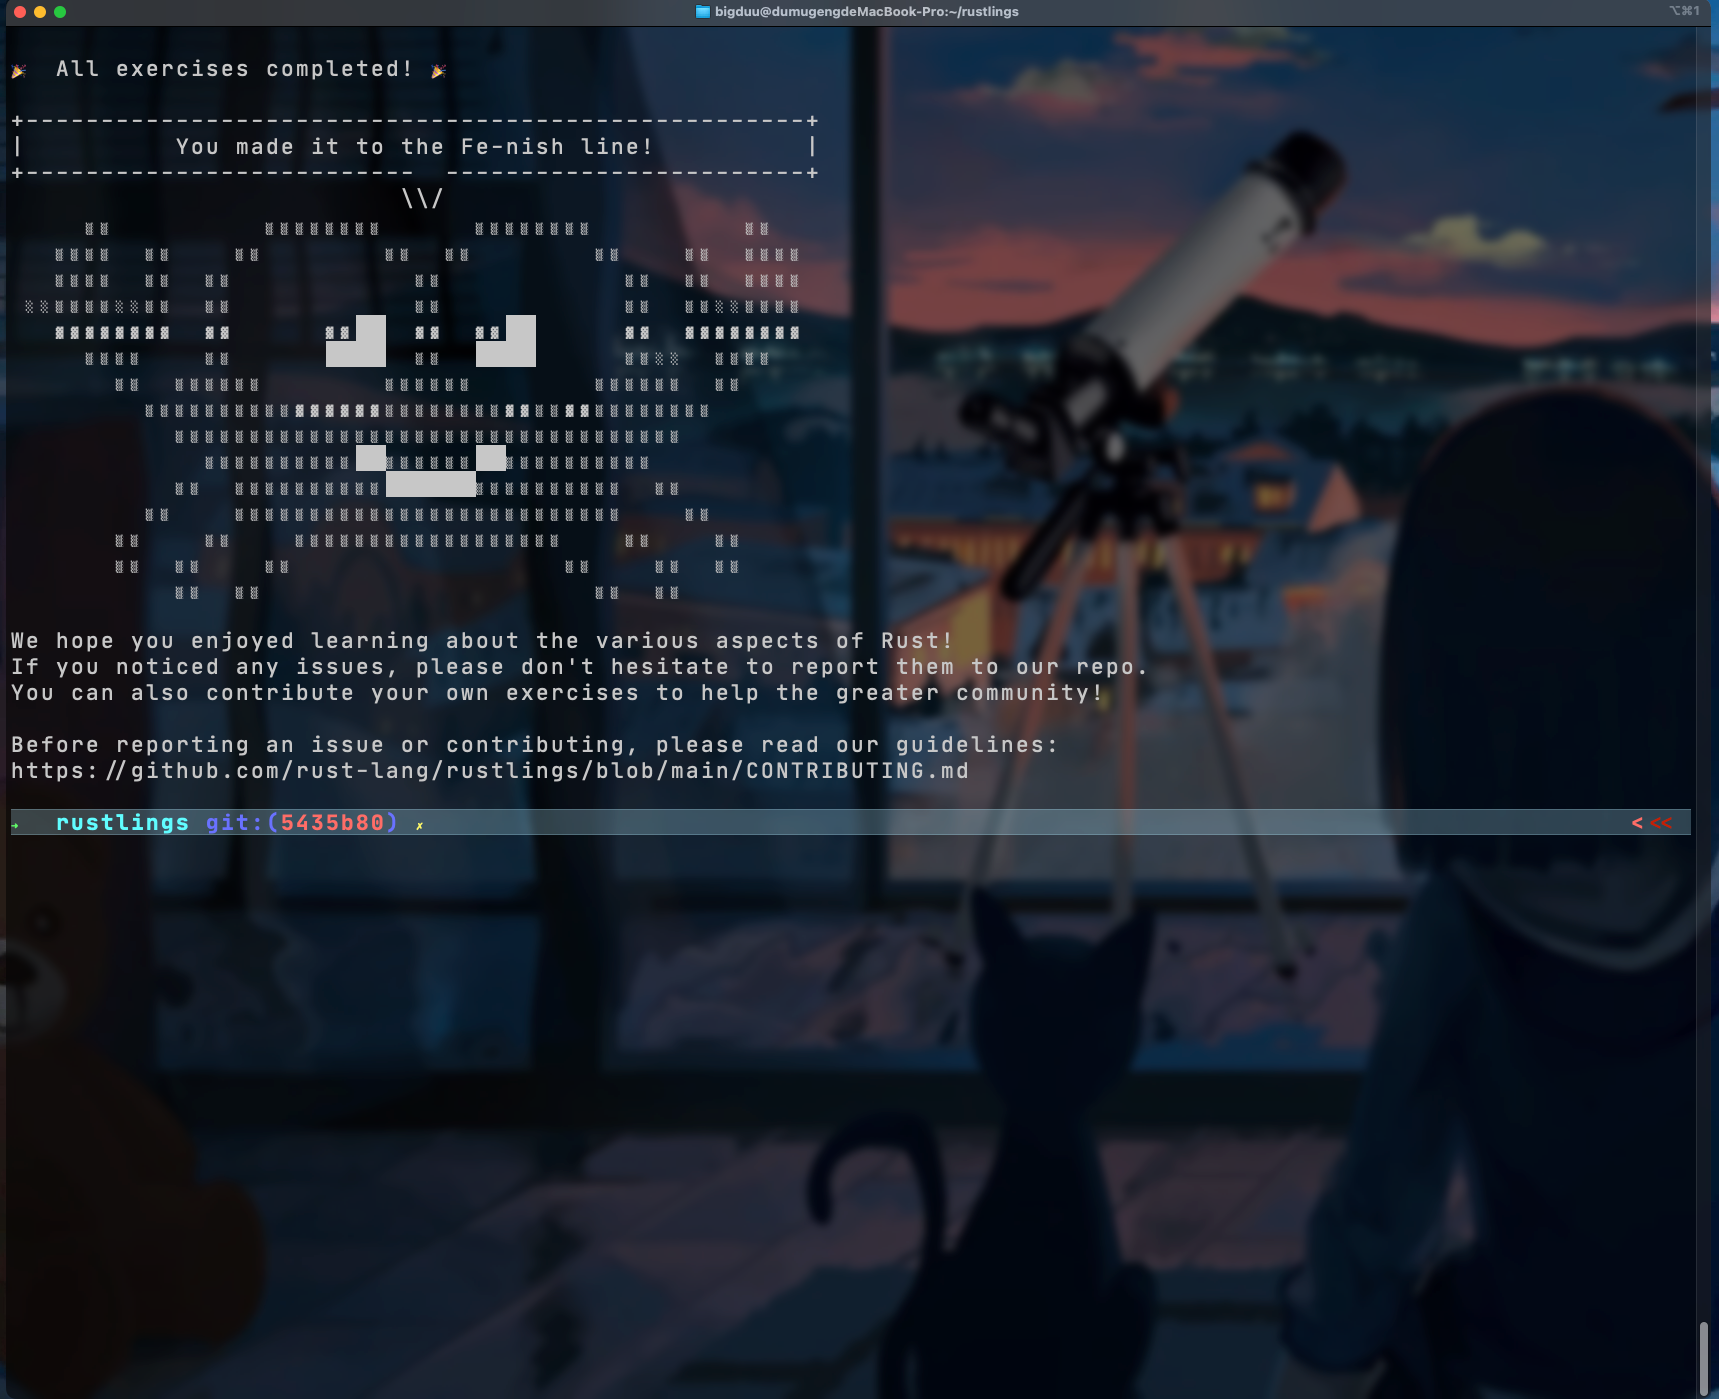 bigduu@dumugengdeMacBook-Pro:~/rustlings
⌥⌘1
🎉 All exercises completed! 🎉
+----------------------------------------------------+
| You made it to the Fe-nish line! |
+-------------------------- ------------------------+
\\/
We hope you enjoyed learning about the various aspects of Rust!
If you noticed any issues, please don't hesitate to report them to our repo.
You can also contribute your own exercises to help the greater community!
Before reporting an issue or contributing, please read our guidelines:
https://github.com/rust-lang/rustlings/blob/main/CONTRIBUTING.md
→ rustlings git:(5435b80) ✗ < <<